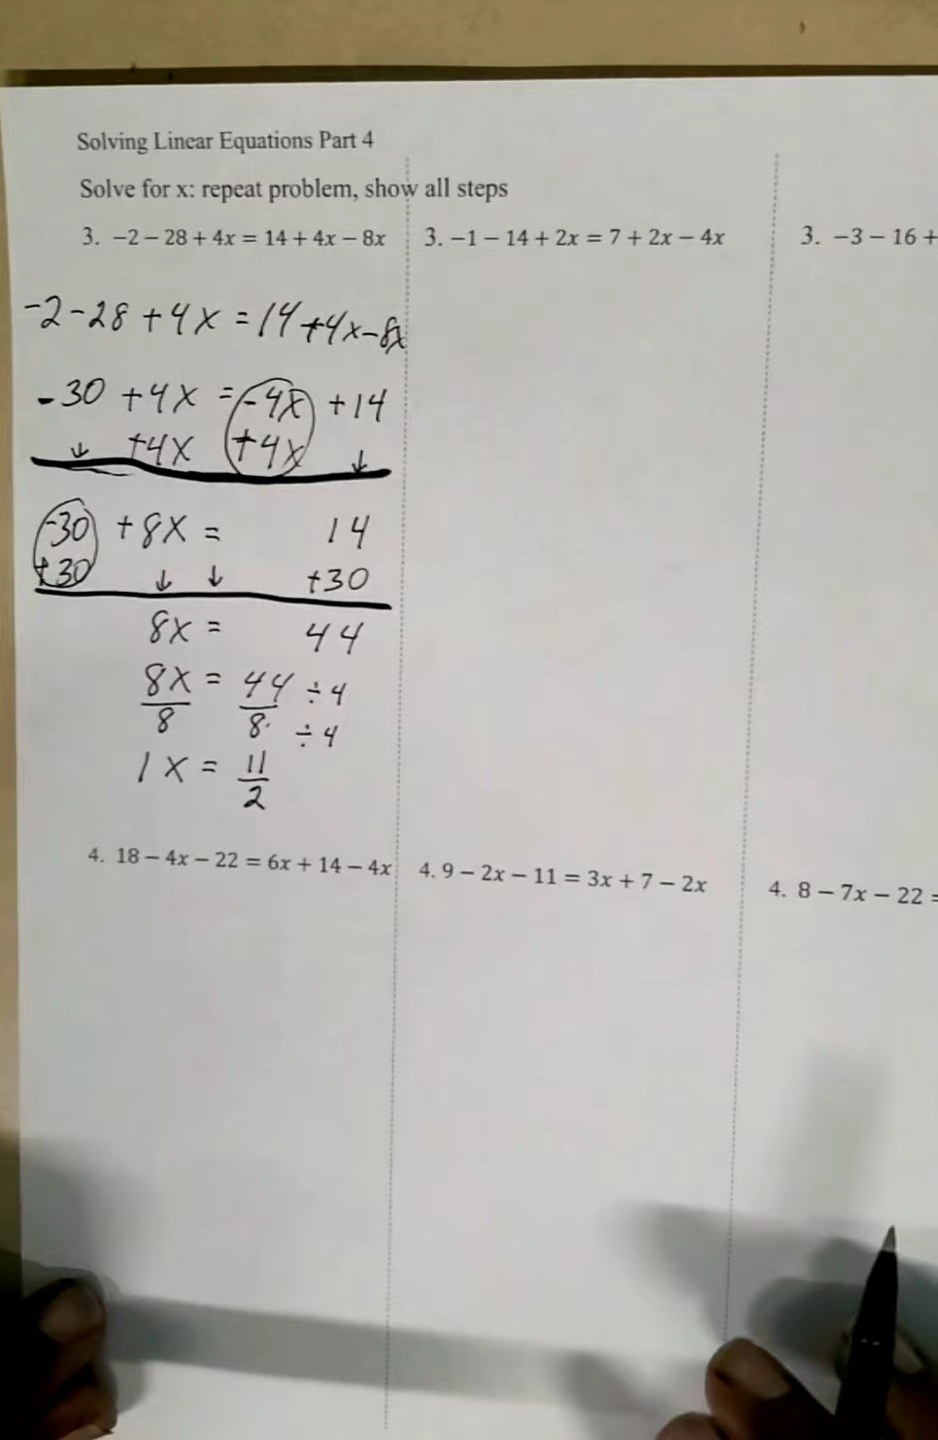 Solving Linear Equations Part 4
Solve for x: repeat problem, show all steps
3. −2 − 28 + 4x = 14 + 4x − 8x
-2 -28 +4x = 14 +4x -8x
-30 +4x = -4x +14
↓ +4x +4x ↓
-30 +8x = 14
+30 ↓ ↓ +30
8x = 44
8x = 44 ÷4
8 8 ÷4
1x = 11
2
3. −1 − 14 + 2x = 7 + 2x − 4x
3. −3 − 16 +
4. 18 − 4x − 22 = 6x + 14 − 4x
4. 9 − 2x − 11 = 3x + 7 − 2x
4. 8 − 7x − 22 =